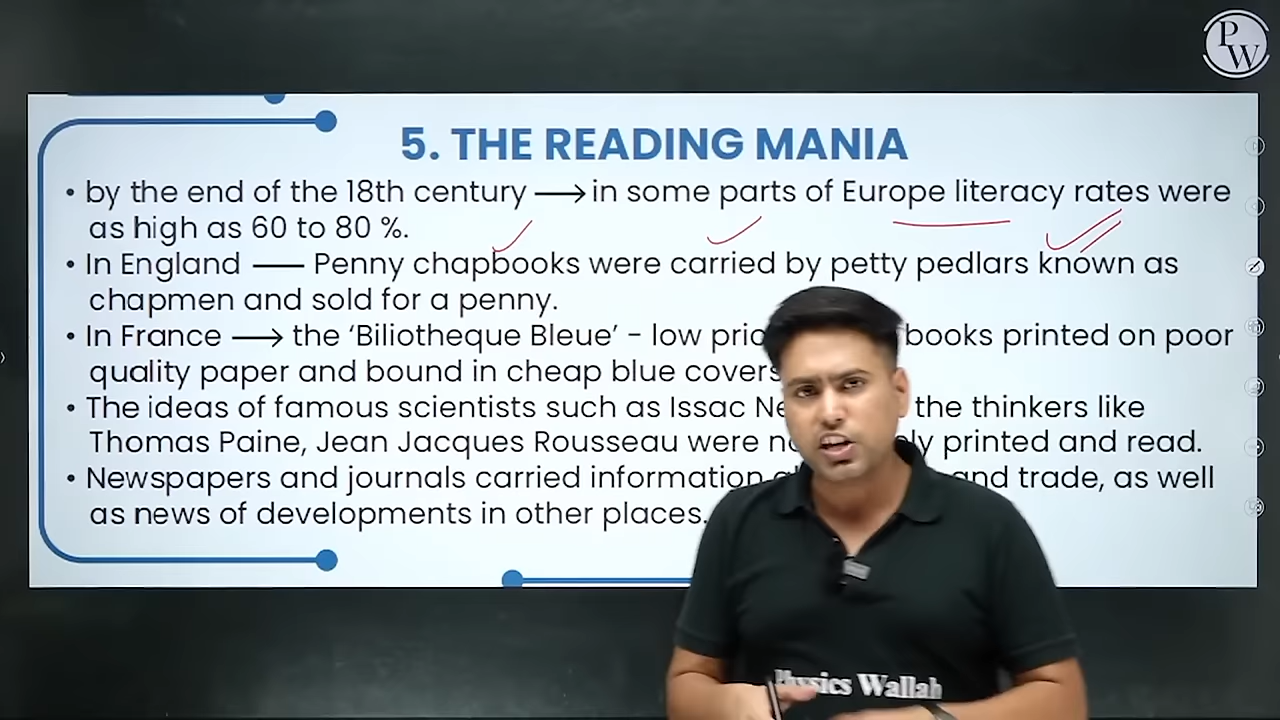 PW
5. THE READING MANIA
• by the end of the 18th century ⟶ in some parts of Europe literacy rates were
as high as 60 to 80 %.
• In England — Penny chapbooks were carried by petty pedlars known as
chapmen and sold for a penny.
• In France ⟶ the ‘Biliotheque Bleue’ - low books printed on poor
quality paper and bound in cheap blue covers
• The ideas of famous scientists such as Issac the thinkers like
Thomas Paine, Jean Jacques Rousseau were printed and read.
• Newspapers and journals carried information and trade, as well
as news of developments in other places.
Physics Wallah